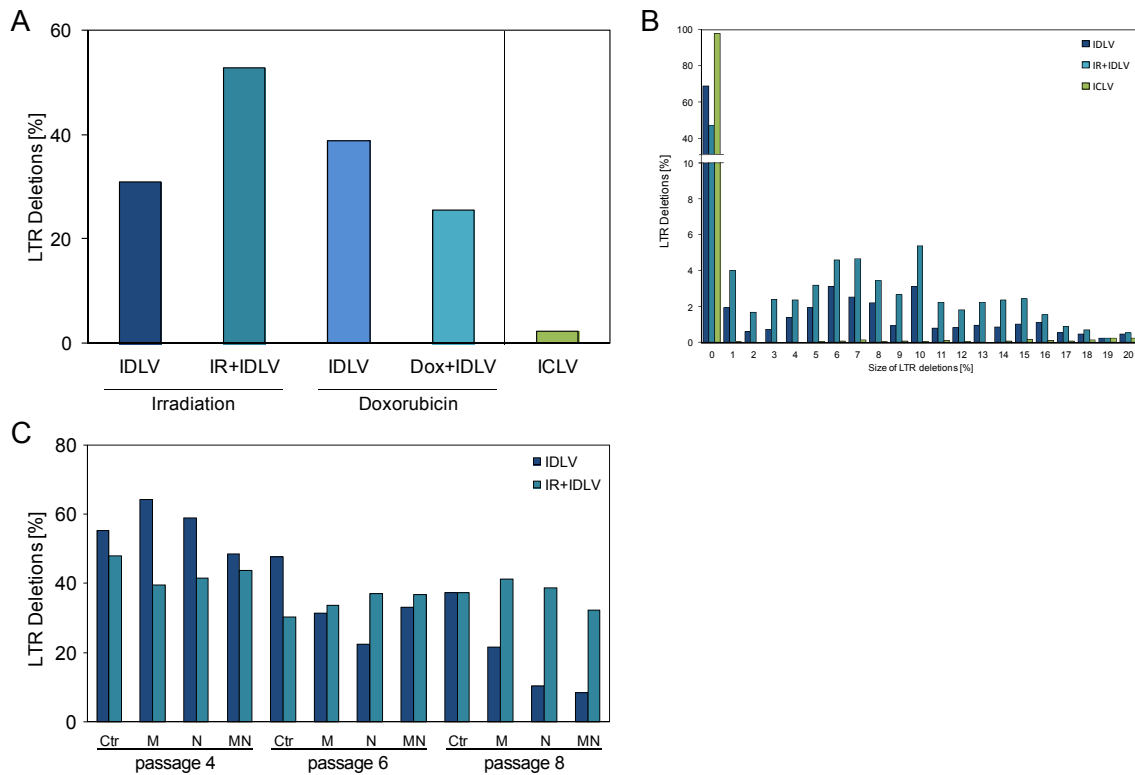 A
LTR Deletions [%]
60
40
20
0
IDLV IR+IDLV IDLV Dox+IDLV ICLV
Irradiation Doxorubicin
B
LTR Deletions [%]
100
80
60
40
10
8
6
4
2
0
IDLV
IR+IDLV
ICLV
0 1 2 3 4 5 6 7 8 9 10 11 12 13 14 15 16 17 18 19 20
Size of LTR deletions [%]
C
LTR Deletions [%]
80
60
40
20
0
IDLV
IR+IDLV
Ctr M N MN Ctr M N MN Ctr M N MN
passage 4 passage 6 passage 8